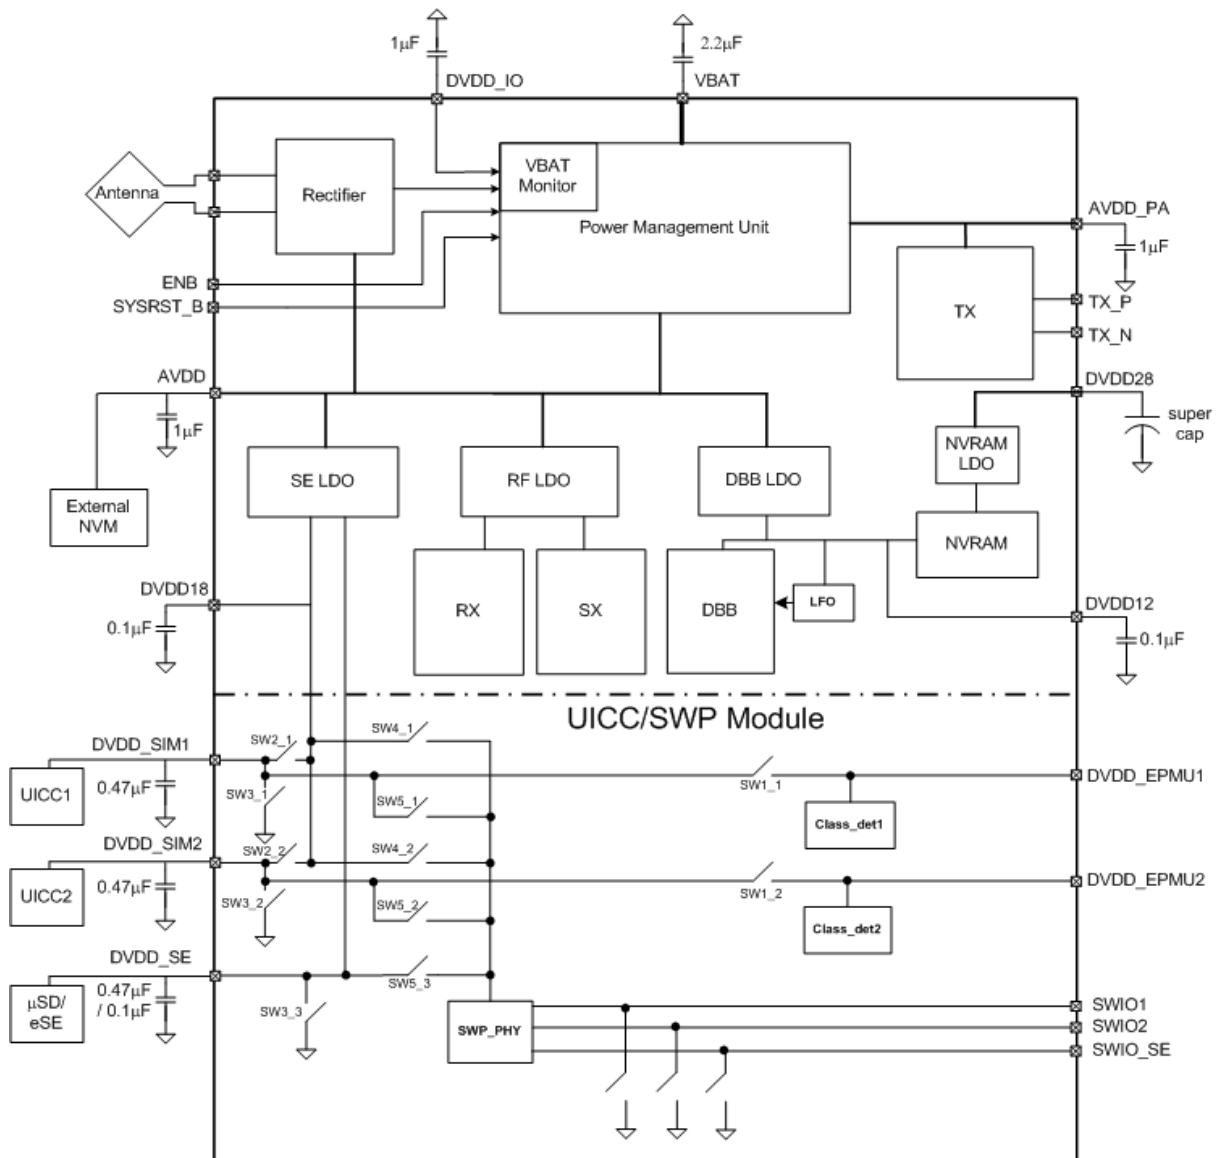 1μF
2.2μF
DVDD_IO
VBAT
VBAT
Monitor
Antenna
Rectifier
Power Management Unit
AVDD_PA
1μF
ENB
SYSRST_B
TX
TX_P
TX_N
AVDD
DVDD28
1μF
super
cap
NVRAM
LDO
SE LDO
RF LDO
DBB LDO
External
NVM
NVRAM
DVDD18
RX
SX
DBB
LFO
DVDD12
0.1μF
0.1μF
UICC/SWP Module
SW4_1
SW2_1
DVDD_SIM1
DVDD_EPMU1
UICC1
0.47μF
SW3_1
SW5_1
SW1_1
Class_det1
DVDD_SIM2
SW2_2
SW4_2
DVDD_EPMU2
UICC2
0.47μF
SW3_2
SW5_2
SW1_2
Class_det2
DVDD_SE
SW5_3
μSD/
eSE
0.47μF
/ 0.1μF
SW3_3
SWP_PHY
SWIO1
SWIO2
SWIO_SE